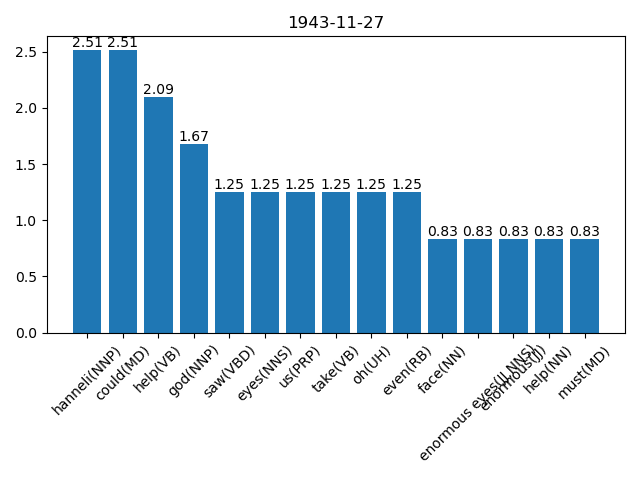 1943-11-27
2.51 2.51 2.09 1.67 1.25 1.25 1.25 1.25 1.25 1.25 0.83 0.83 0.83 0.83 0.83
2.5
2.0
1.5
1.0
0.5
0.0
hanneli(NNP)
could(MD)
help(VB)
god(NNP)
saw(VBD)
eyes(NNS)
us(PRP)
take(VB)
oh(UH)
even(RB)
face(NN)
enormous eyes(JJ NNS)
enormous(JJ)
help(NN)
must(MD)